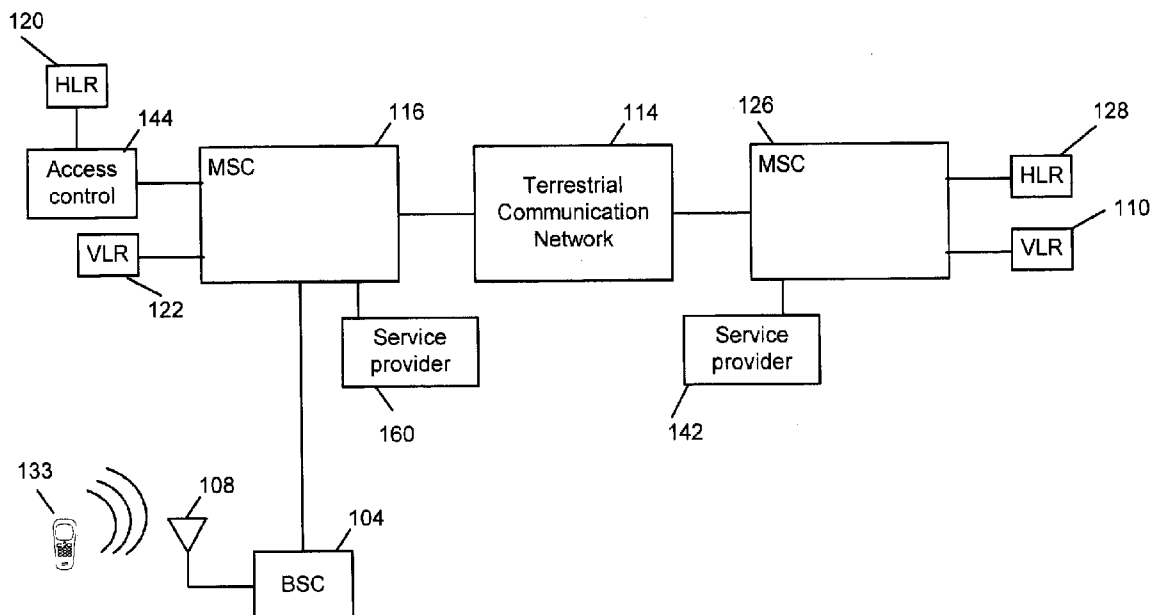 120
HLR
144
116
114
126
128
Access
control
MSC
Terrestrial
Communication
Network
MSC
HLR
110
VLR
VLR
122
Service
provider
160
Service
provider
142
133
108
104
BSC